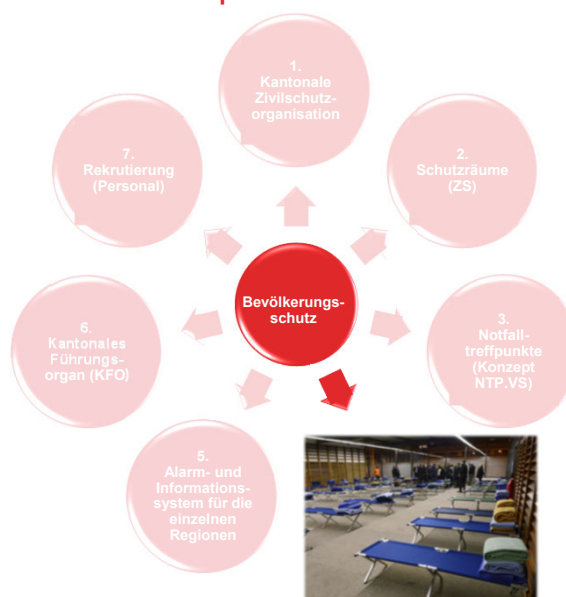 1.
Kantonale
Zivilschutz-
organisation
2.
Schutzräume
(ZS)
3.
Notfall-
treffpunkte
(Konzept
NTP.VS)
5.
Alarm- und
Informations-
system für die
einzelnen
Regionen
6.
Kantonales
Führungs-
organ (KFO)
7.
Rekrutierung
(Personal)
Bevölkerungs-
schutz